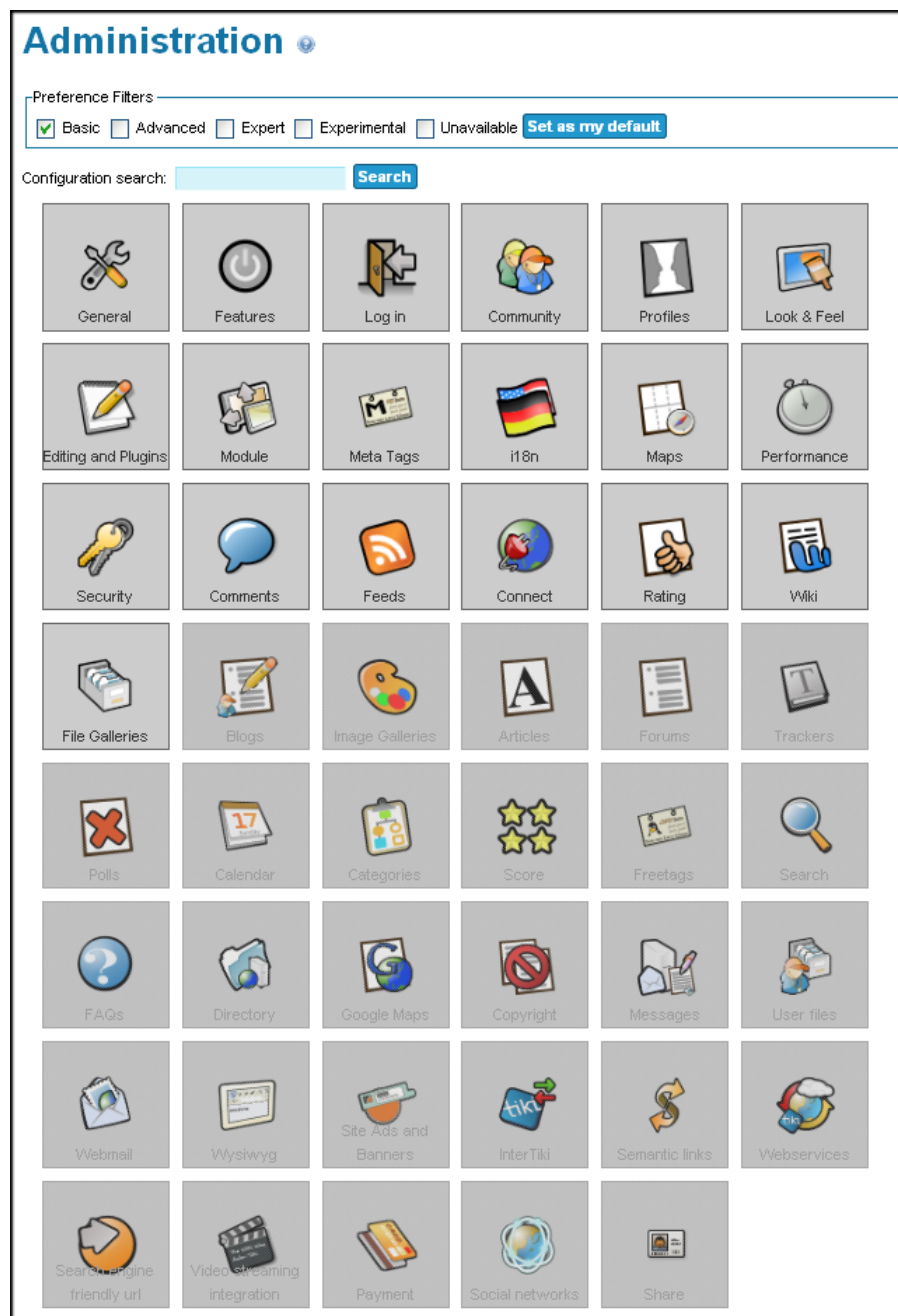 Administration
Preference Filters
Basic Advanced Expert Experimental Unavailable Set as my default
Configuration search: Search
General Features Log in Community Profiles Look & Feel
Editing and Plugins Module Meta Tags i18n Maps Performance
Security Comments Feeds Connect Rating Wiki
File Galleries Blogs Image Galleries Articles Forums Trackers
17
Polls Calendar Categories Score Freetags Search
FAQs Directory Google Maps Copyright Messages User files
tiki
Site Ads and
Webmail Wysiwyg Banners InterTiki Semantic links Webservices
Search engine Video streaming
friendly url integration Payment Social networks Share